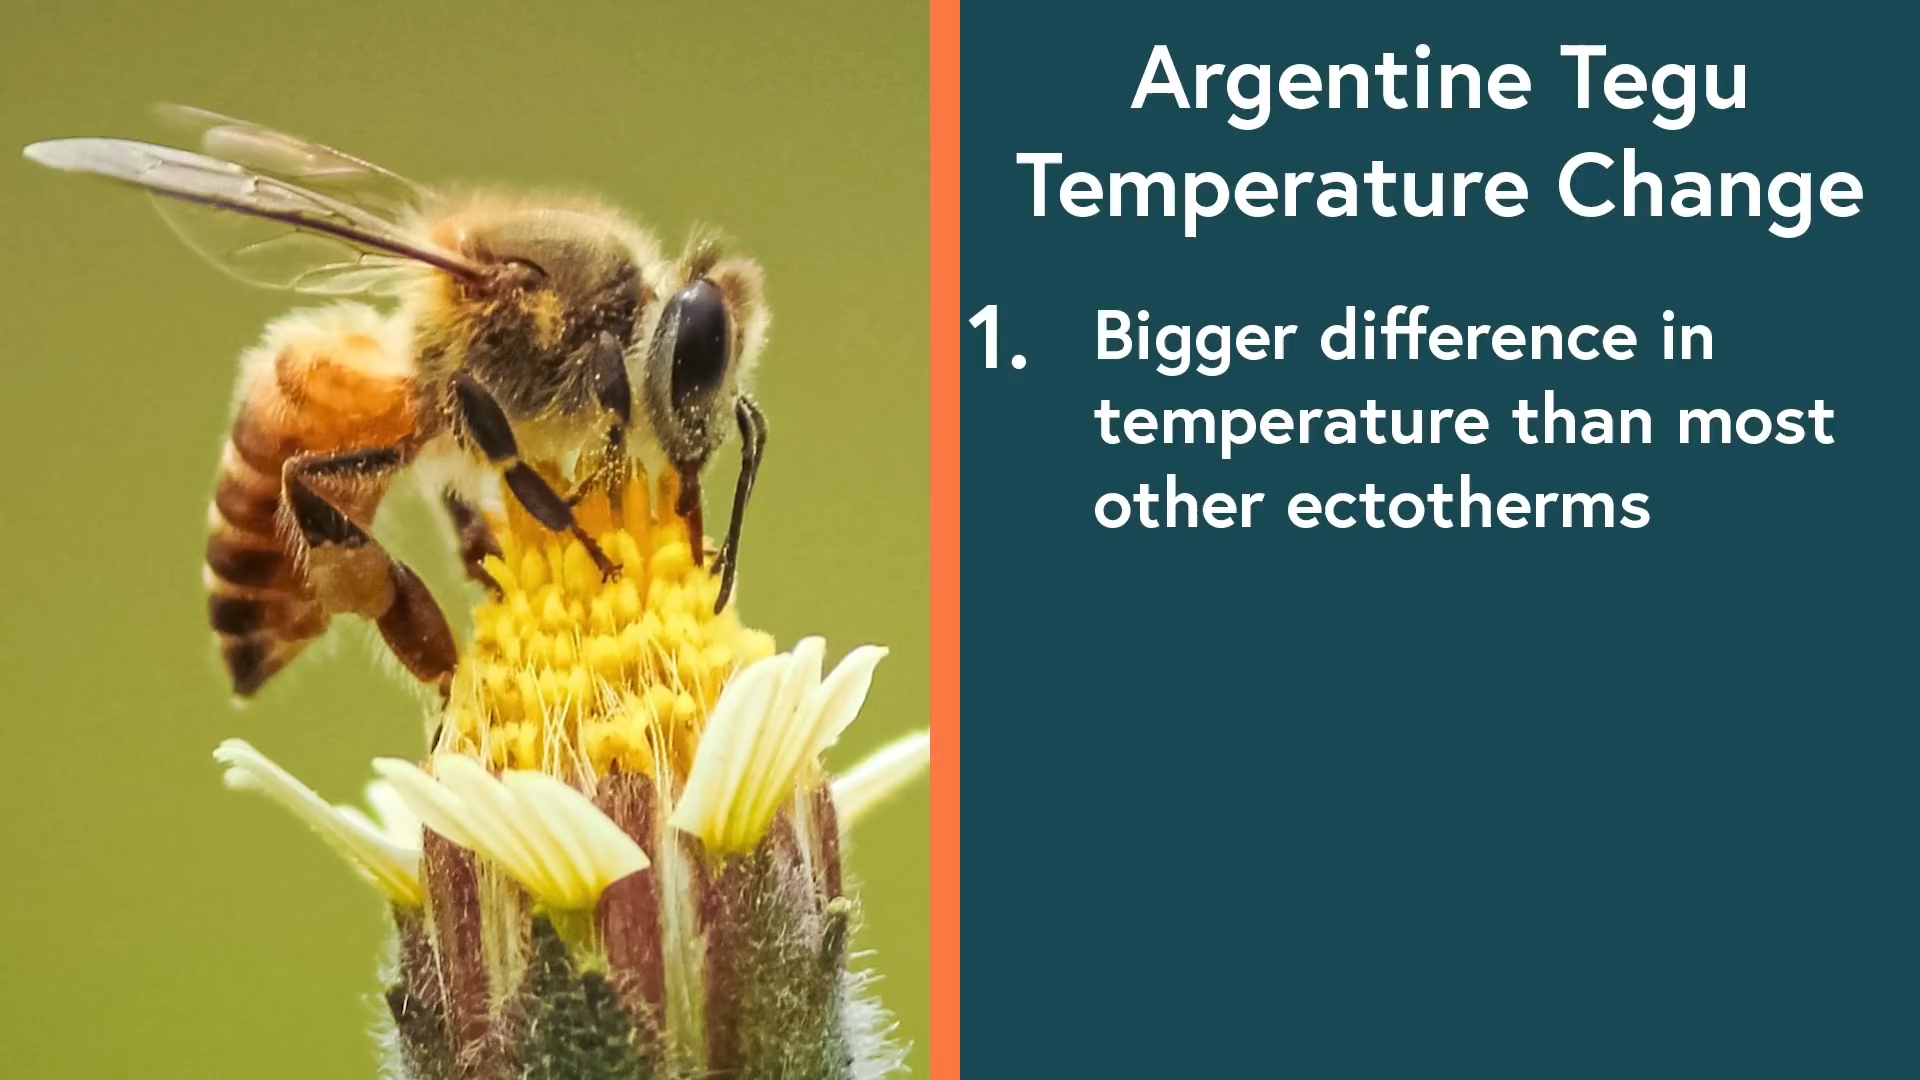 Argentine Tegu
Temperature Change
1. Bigger difference in
temperature than most
other ectotherms